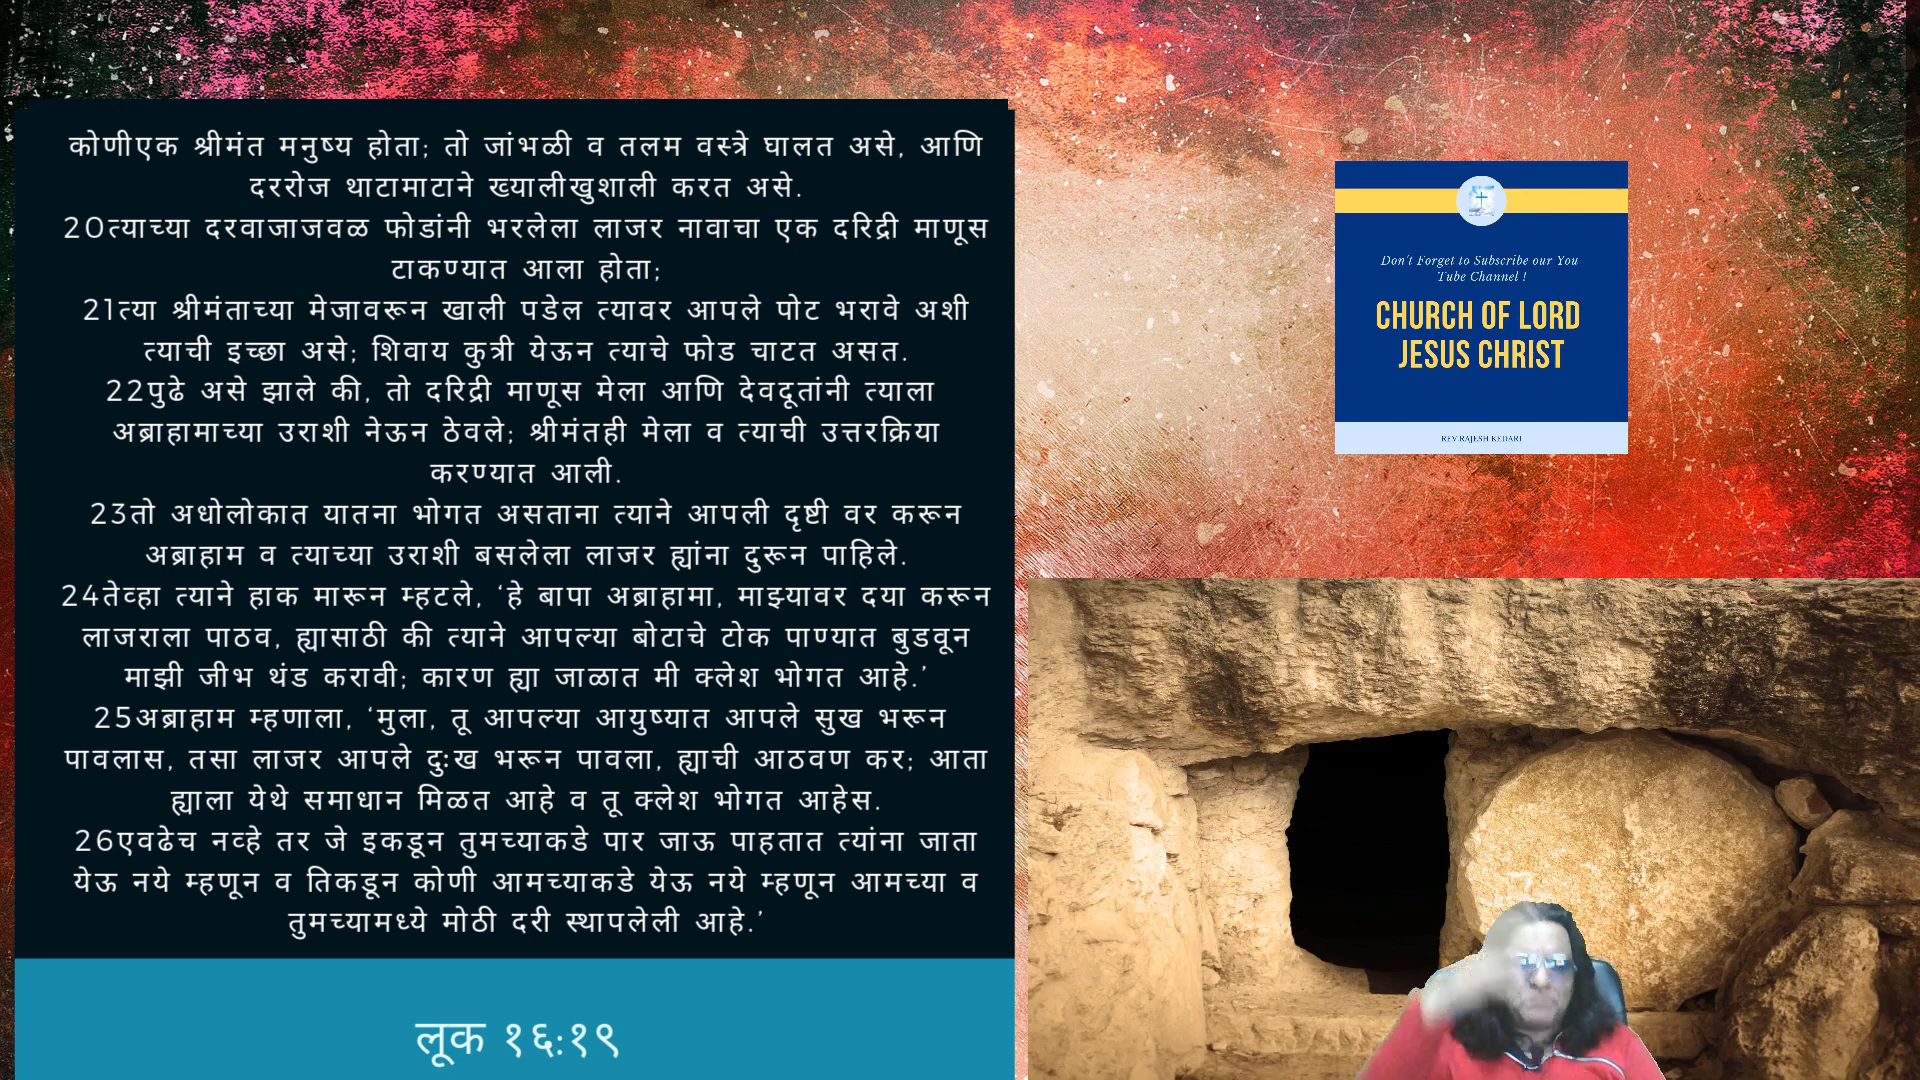 कोणीएक श्रीमंत मनुष्य होता; तो जांभळी व तलम वस्त्रे घालत असे, आणि
दररोज थाटामाटाने ख्यालीखुशाली करत असे.
20त्याच्या दरवाजाजवळ फोडांनी भरलेला लाजर नावाचा एक दरिद्री माणूस
टाकण्यात आला होता;
21त्या श्रीमंताच्या मेजावरून खाली पडेल त्यावर आपले पोट भरावे अशी
त्याची इच्छा असे; शिवाय कुत्री येऊन त्याचे फोड चाटत असत.
22पुढे असे झाले की, तो दरिद्री माणूस मेला आणि देवदूतांनी त्याला
अब्राहामाच्या उराशी नेऊन ठेवले; श्रीमंतही मेला व त्याची उत्तरक्रिया
करण्यात आली.
23तो अधोलोकात यातना भोगत असताना त्याने आपली दृष्टी वर करून
अब्राहाम व त्याच्या उराशी बसलेला लाजर ह्यांना दुरून पाहिले.
24तेव्हा त्याने हाक मारून म्हटले, ‘हे बापा अब्राहामा, माझ्यावर दया करून
लाजराला पाठव, ह्यासाठी की त्याने आपल्या बोटाचे टोक पाण्यात बुडवून
माझी जीभ थंड करावी; कारण ह्या जाळात मी क्लेश भोगत आहे.’
25अब्राहाम म्हणाला, ‘मुला, तू आपल्या आयुष्यात आपले सुख भरून
पावलास, तसा लाजर आपले दुःख भरून पावला, ह्याची आठवण कर; आता
ह्याला येथे समाधान मिळत आहे व तू क्लेश भोगत आहेस.
26एवढेच नव्हे तर जे इकडून तुमच्याकडे पार जाऊ पाहतात त्यांना जाता
येऊ नये म्हणून व तिकडून कोणी आमच्याकडे येऊ नये म्हणून आमच्या व
तुमच्यामध्ये मोठी दरी स्थापलेली आहे.’
लूक १६:१९
Don't Forget to Subscribe our You
Tube Channel !
CHURCH OF LORD
JESUS CHRIST
REV.RAJESH KEDARI